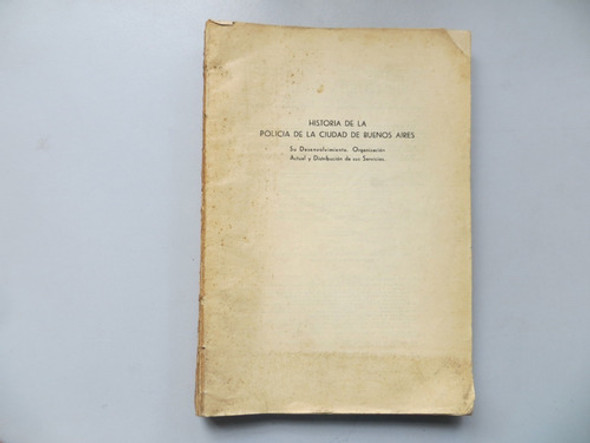 HISTORIA DE LA
POLICIA DE LA CIUDAD DE BUENOS AIRES
Su Desenvolvimiento. Organización
Actual y Distribución de sus Servicios.